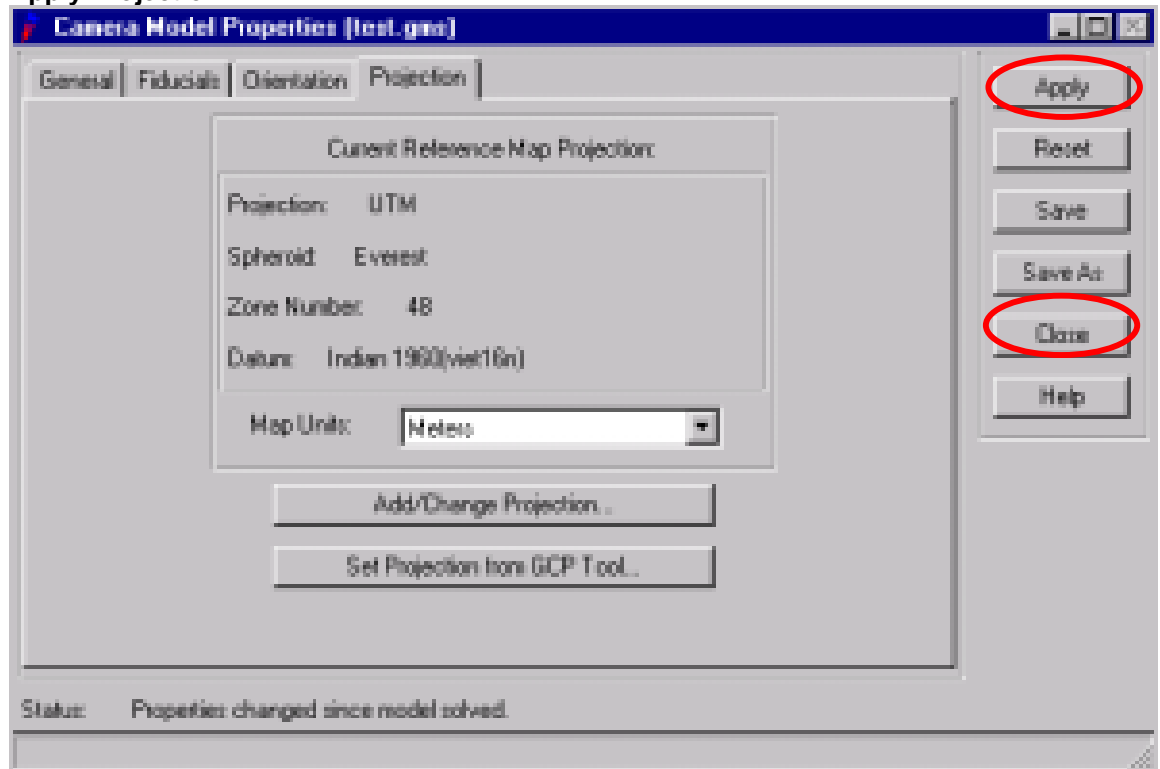 Camera Model Properties (test.gms)
General Fiducials Orientation Projection
Current Reference Map Projection:
Projection: UTM
Spheroid: Everest
Zone Number: 48
Datum: Indian 1960(viet16n)
Map Units: Meters
Add/Change Projection...
Set Projection from GCP Tool...
Apply
Reset
Save
Save As
Close
Help
Status: Properties changed since model solved.